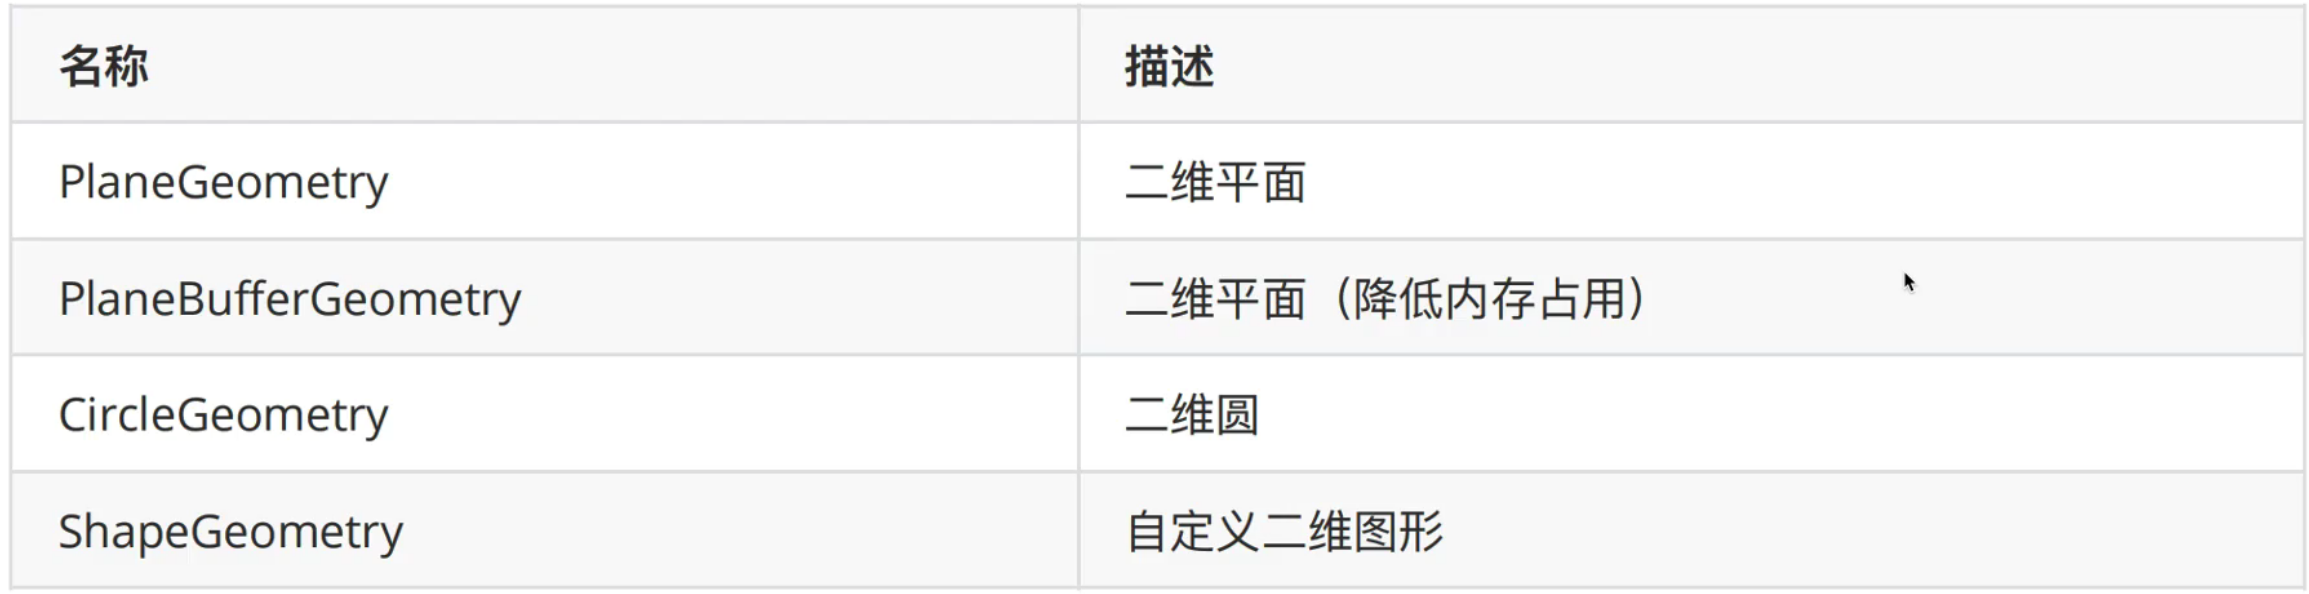 名称 描述
PlaneGeometry 二维平面
PlaneBufferGeometry 二维平面（降低内存占用）
CircleGeometry 二维圆
ShapeGeometry 自定义二维图形